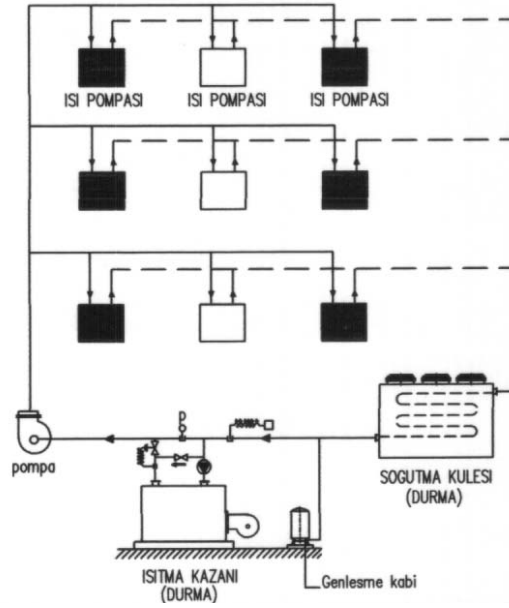 ISI POMPASI ISI POMPASI ISI POMPASI
pompa
SOGUTMA KULESI
(DURMA)
ISITMA KAZANI
(DURMA)
Genlesme kabi